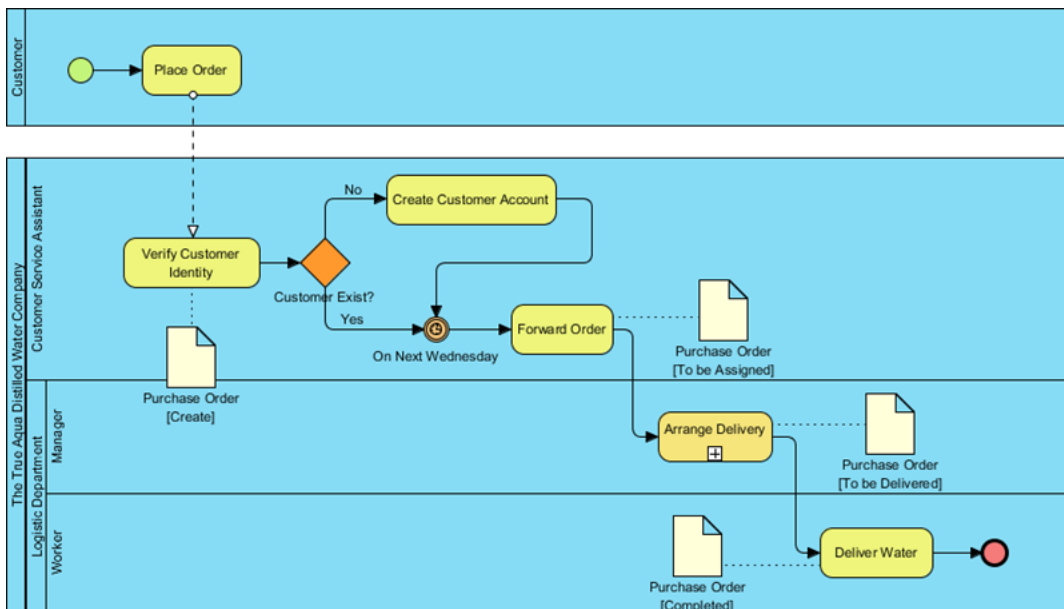 Customer
Place Order
The True Aqua Distilled Water Company
Customer Service Assistant
No
Create Customer Account
Verify Customer
Identity
Customer Exist?
Yes
On Next Wednesday
Forward Order
Purchase Order
[To be Assigned]
Purchase Order
[Create]
Logistic Department
Manager
Arrange Delivery
Purchase Order
[To be Delivered]
Worker
Deliver Water
Purchase Order
[Completed]